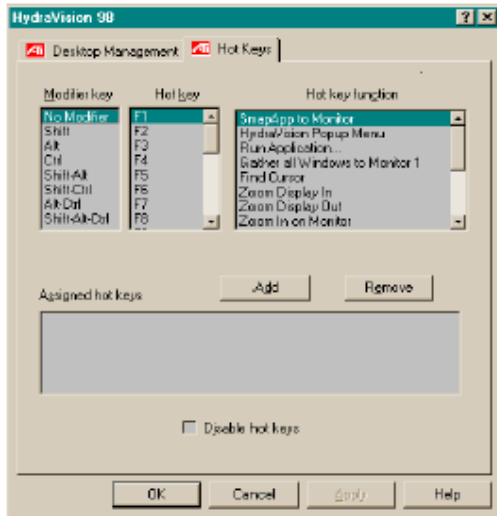 HydraVision 98
ATI Desktop Management ATI Hot Keys
Modifier key Hot key Hot key function
No Modifier F1 SnapApp to Monitor
Shift F2 HydraVision Popup Menu
Alt F3 Run Application...
Ctrl F4 Gather all Windows to Monitor 1
Shift-Alt F5 Find Cursor
Shift-Ctrl F6 Zoom Display In
Alt-Ctrl F7 Zoom Display Out
Shift-Alt-Ctrl F8 Zoom In on Monitor
Assigned hot keys Add Remove
Disable hot keys
OK Cancel Apply Help